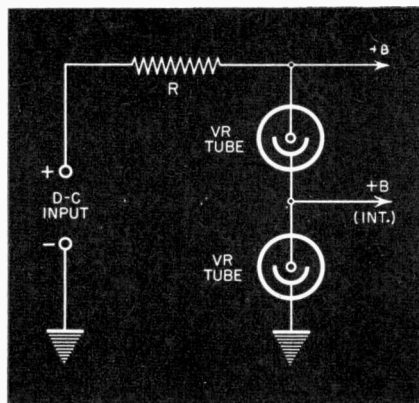 +B
R
VR
TUBE
+
D-C
INPUT
-
+B
(INT.)
VR
TUBE